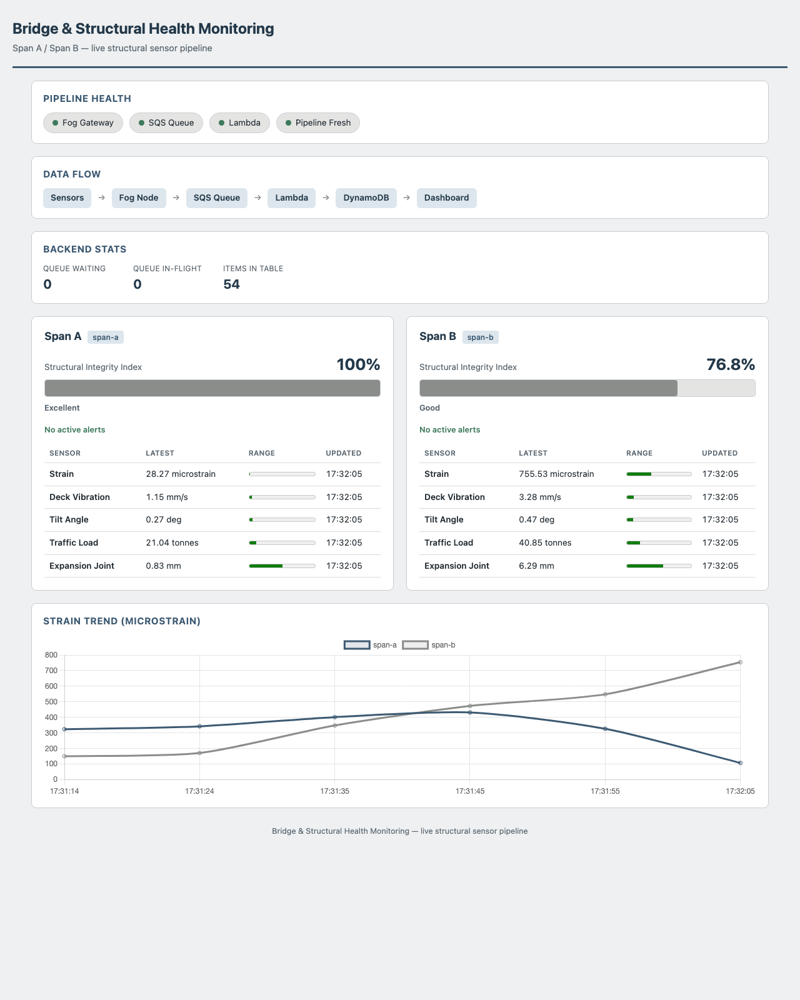 Bridge & Structural Health Monitoring
Span A / Span B — live structural sensor pipeline
PIPELINE HEALTH
Fog Gateway SQS Queue Lambda Pipeline Fresh
DATA FLOW
Sensors → Fog Node → SQS Queue → Lambda → DynamoDB → Dashboard
BACKEND STATS
QUEUE WAITING QUEUE IN-FLIGHT ITEMS IN TABLE
0 0 54
Span A span-a
Structural Integrity Index 100%
Excellent
No active alerts
SENSOR LATEST RANGE UPDATED
Strain 28.27 microstrain 17:32:05
Deck Vibration 1.15 mm/s 17:32:05
Tilt Angle 0.27 deg 17:32:05
Traffic Load 21.04 tonnes 17:32:05
Expansion Joint 0.83 mm 17:32:05
Span B span-b
Structural Integrity Index 76.8%
Good
No active alerts
SENSOR LATEST RANGE UPDATED
Strain 755.53 microstrain 17:32:05
Deck Vibration 3.28 mm/s 17:32:05
Tilt Angle 0.47 deg 17:32:05
Traffic Load 40.85 tonnes 17:32:05
Expansion Joint 6.29 mm 17:32:05
STRAIN TREND (MICROSTRAIN)
span-a span-b
800
700
600
500
400
300
200
100
0
17:31:14 17:31:24 17:31:35 17:31:45 17:31:55 17:32:05
Bridge & Structural Health Monitoring — live structural sensor pipeline